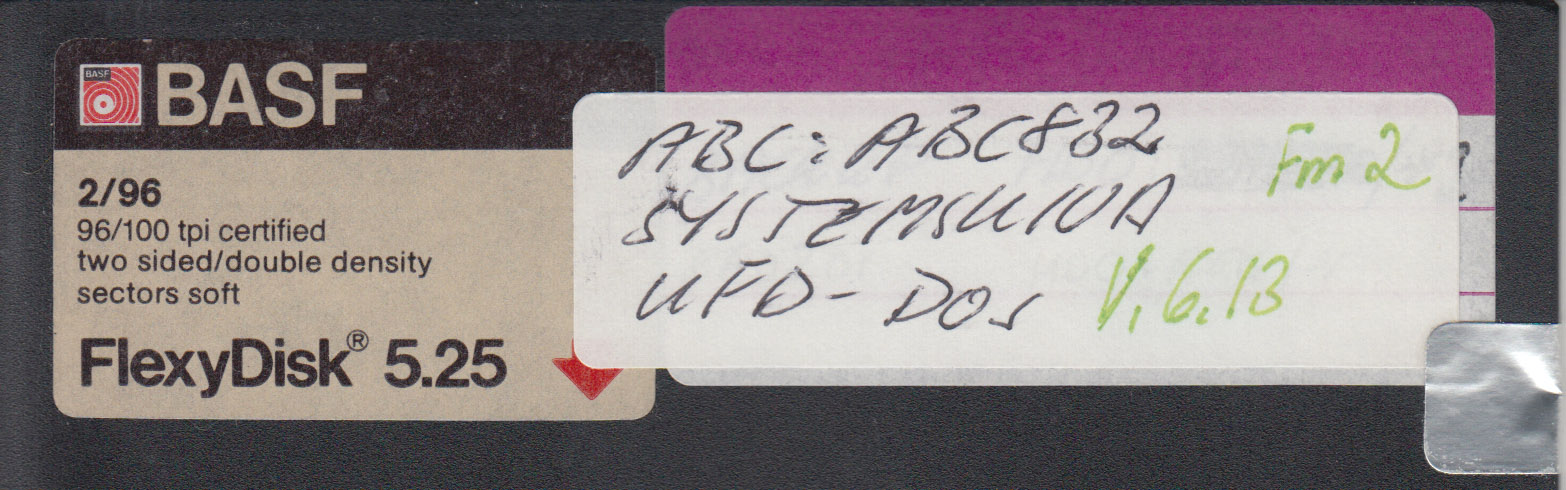 BASF
BASF
2/96
96/100 tpi certified
two sided/double density
sectors soft
FlexyDisk® 5.25
ABC: ABC832
SYSTEMSKIVA
UFD-DOS V.6.13
Fm 2